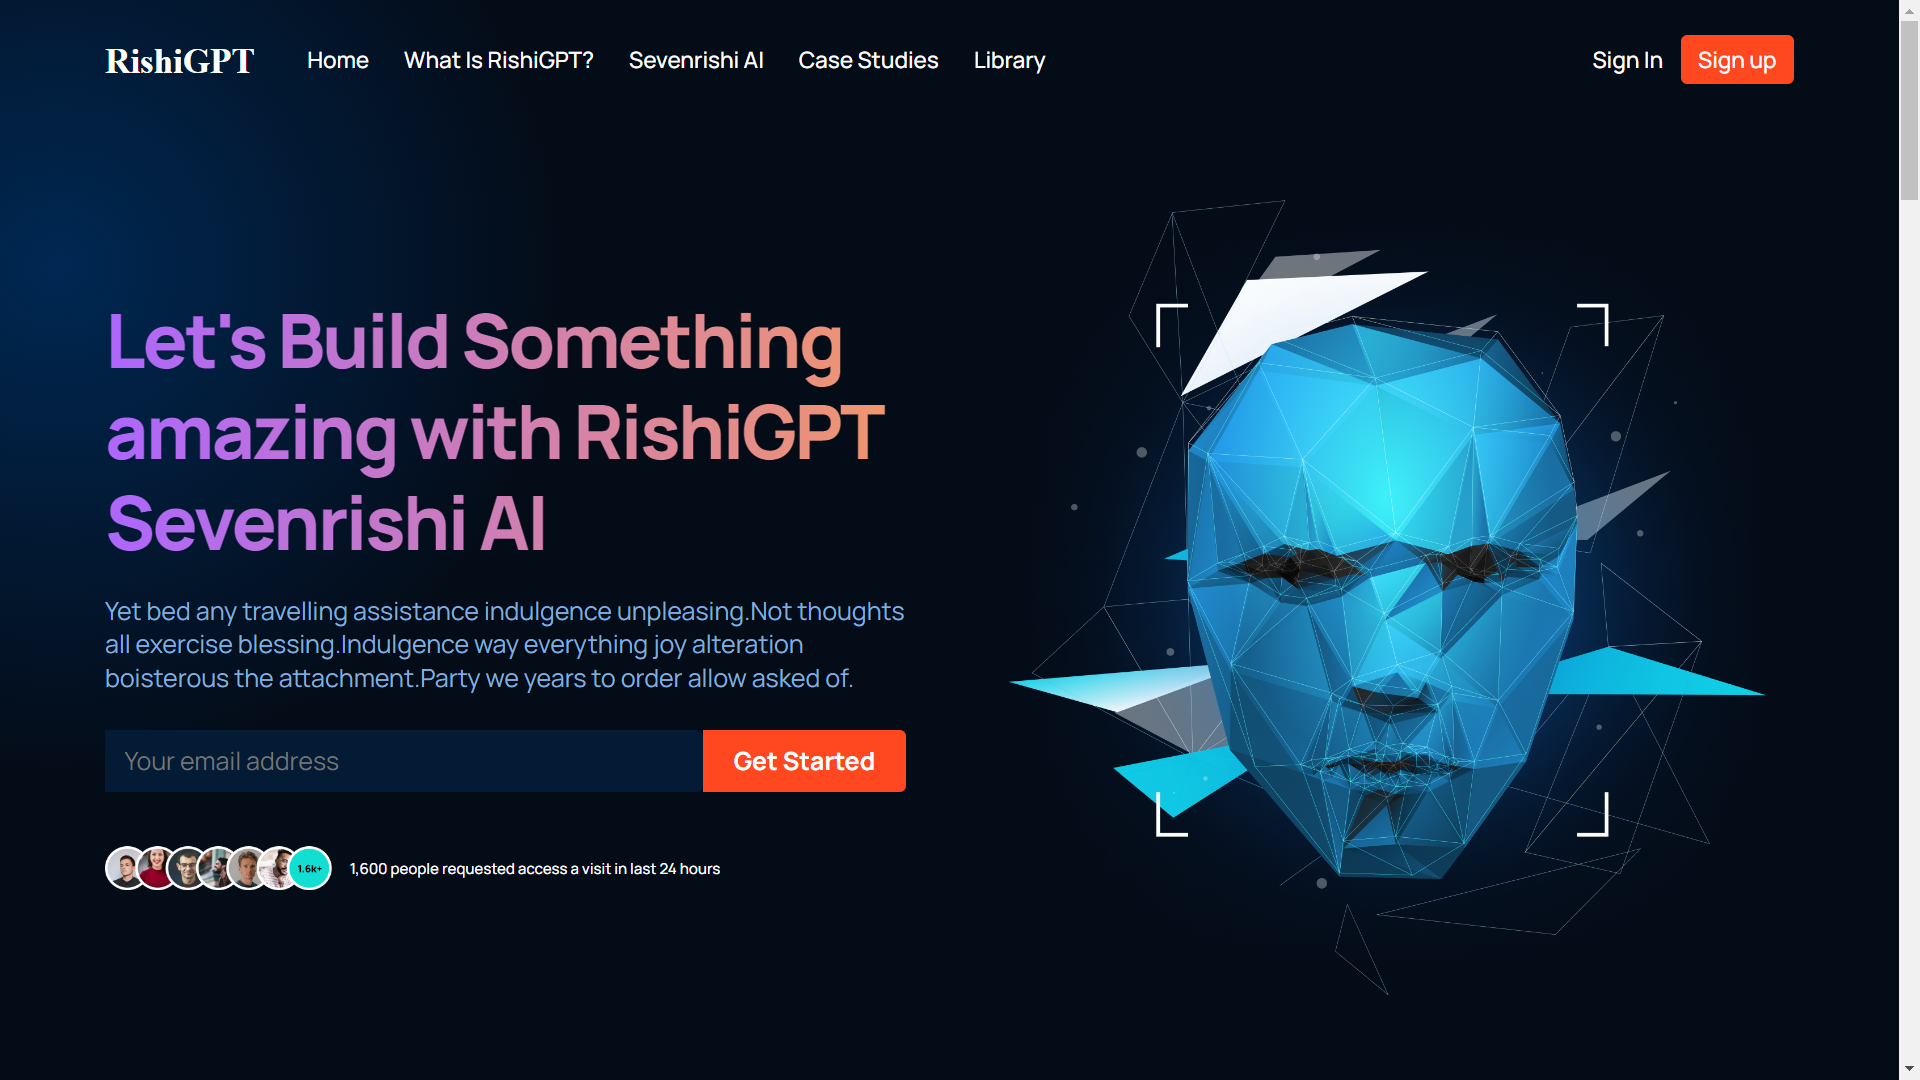 RishiGPT
Home
What Is RishiGPT?
Sevenrishi AI
Case Studies
Library
Sign In
Sign up
Let's Build Something
amazing with RishiGPT
Sevenrishi AI
Yet bed any travelling assistance indulgence unpleasing.Not thoughts
all exercise blessing.Indulgence way everything joy alteration
boisterous the attachment.Party we years to order allow asked of.
Your email address
Get Started
1.6k+
1,600 people requested access a visit in last 24 hours